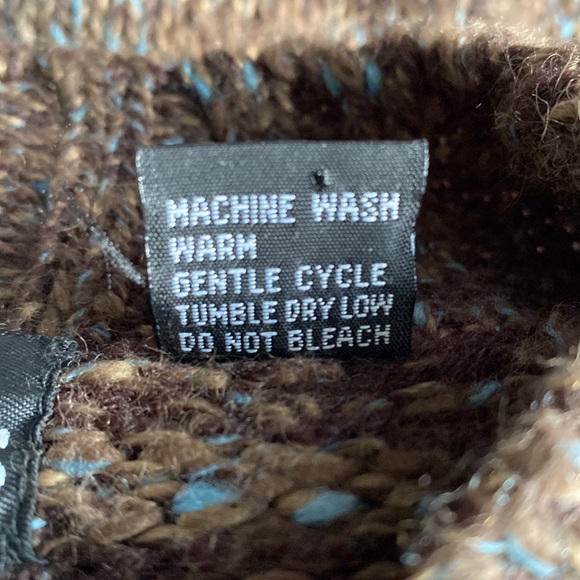 MACHINE WASH
WARM
GENTLE CYCLE
TUMBLE DRY LOW
DO NOT BLEACH